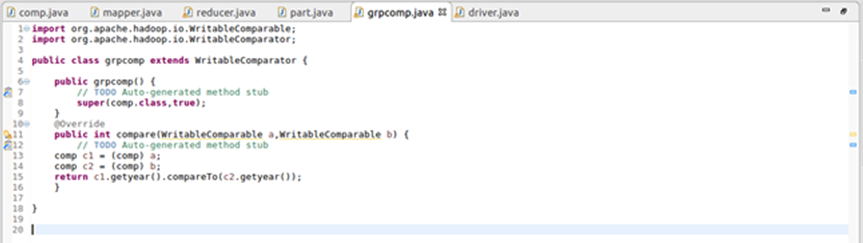 comp.java mapper.java reducer.java part.java grpcomp.java driver.java
1 import org.apache.hadoop.io.WritableComparable;
2 import org.apache.hadoop.io.WritableComparator;
3
4 public class grpcomp extends WritableComparator {
5
6 public grpcomp() {
7 // TODO Auto-generated method stub
8 super(comp.class,true);
9 }
10 @Override
11 public int compare(WritableComparable a,WritableComparable b) {
12 // TODO Auto-generated method stub
13 comp c1 = (comp) a;
14 comp c2 = (comp) b;
15 return c1.getyear().compareTo(c2.getyear());
16 }
17
18 }
19
20